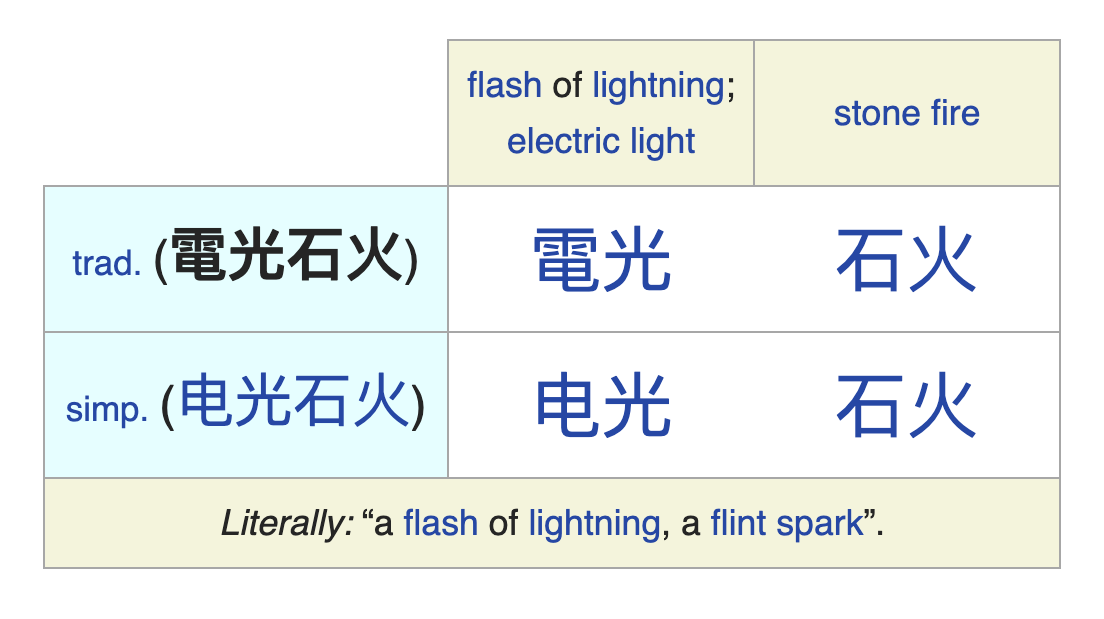 flash of lightning;
electric light
stone fire
trad. (電光石火) 電光 石火
simp. (电光石火) 电光 石火
Literally: “a flash of lightning, a flint spark”.